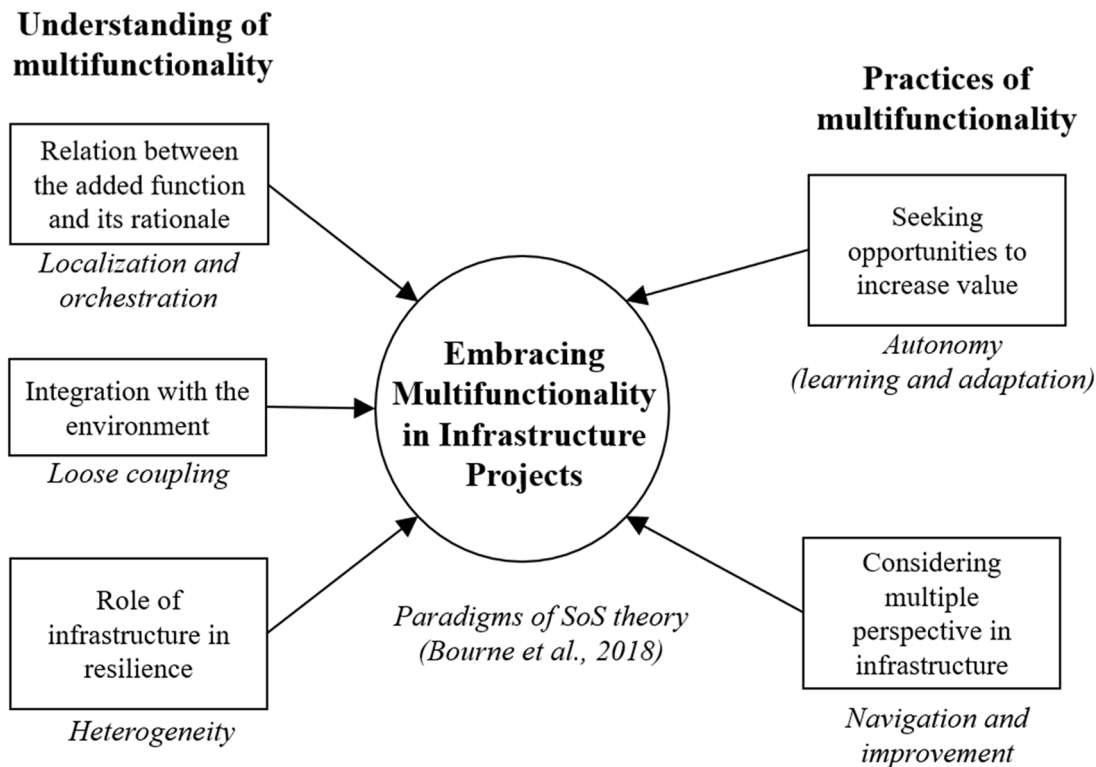 Understanding of
multifunctionality
Relation between
the added function
and its rationale
Localization and
orchestration
Integration with the
environment
Loose coupling
Role of
infrastructure in
resilience
Heterogeneity
Embracing
Multifunctionality
in Infrastructure
Projects
Paradigms of SoS theory
(Bourne et al., 2018)
Practices of
multifunctionality
Seeking
opportunities to
increase value
Autonomy
(learning and adaptation)
Considering
multiple
perspective in
infrastructure
Navigation and
improvement